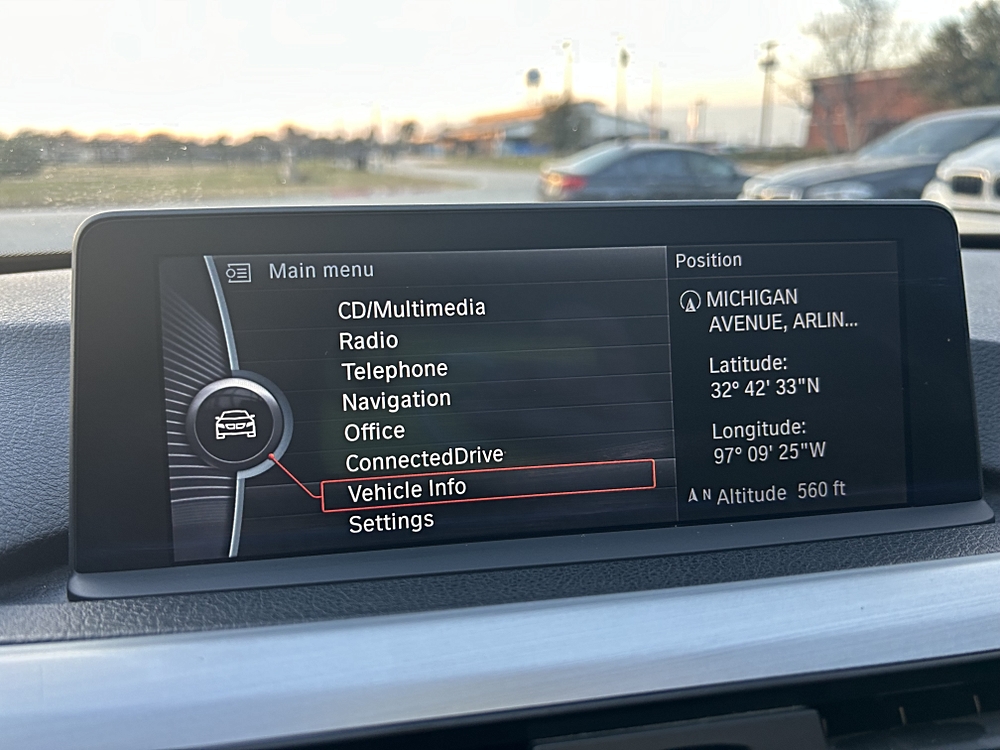 Main menu
CD/Multimedia
Radio
Telephone
Navigation
Office
ConnectedDrive
Vehicle Info
Settings
Position
MICHIGAN
AVENUE, ARLIN...
Latitude:
32° 42' 33"N
Longitude:
97° 09' 25"W
N Altitude 560 ft